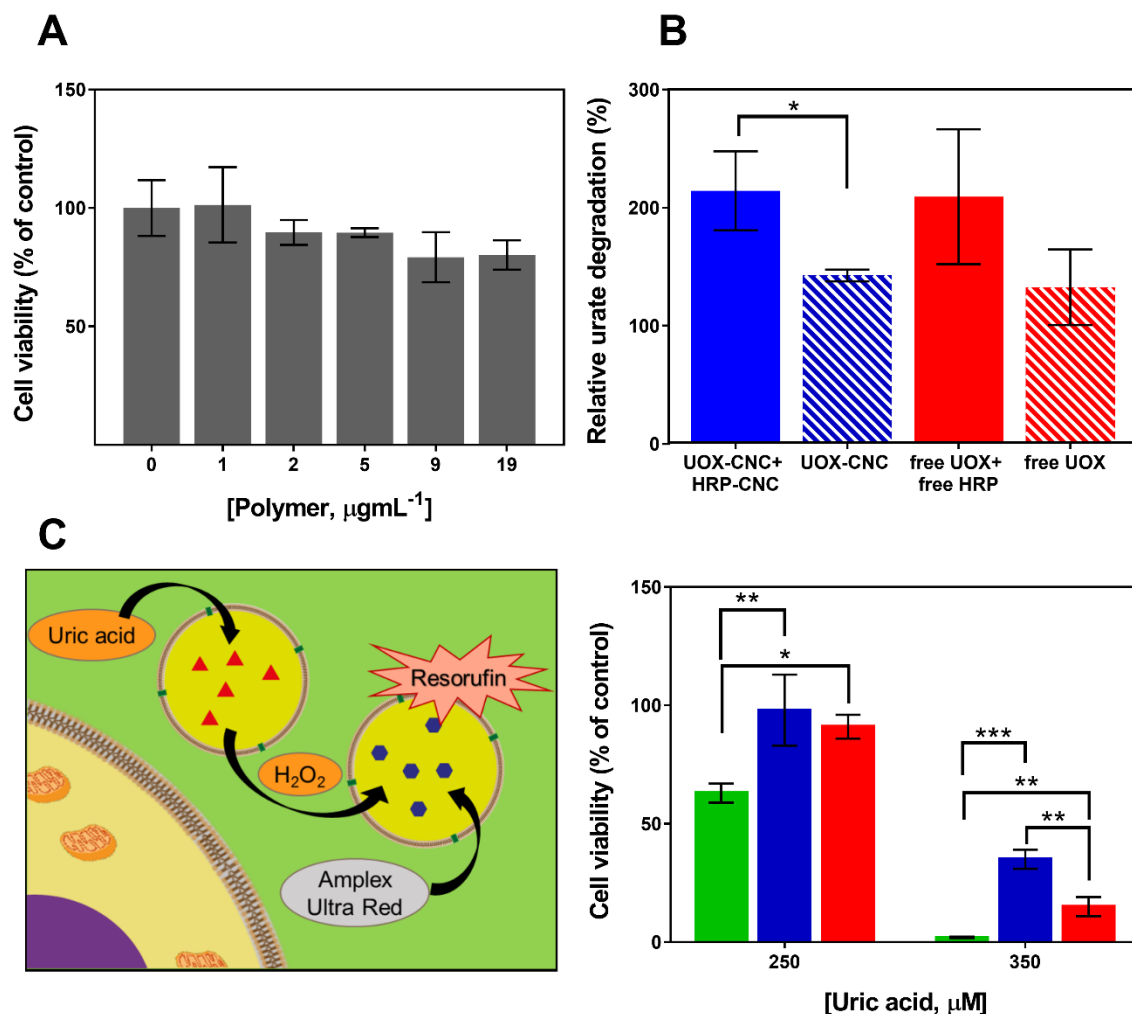 A
Cell viability (% of control)
150
100
50
0
1
2
5
9
19
[Polymer, μgmL⁻¹]
B
Relative urate degradation (%)
300
200
100
0
*
UOX-CNC+
HRP-CNC
UOX-CNC
free UOX+
free HRP
free UOX
C
Uric acid
Resorufin
H₂O₂
Amplex
Ultra Red
Cell viability (% of control)
150
100
50
0
**
*
***
**
**
250
350
[Uric acid, μM]